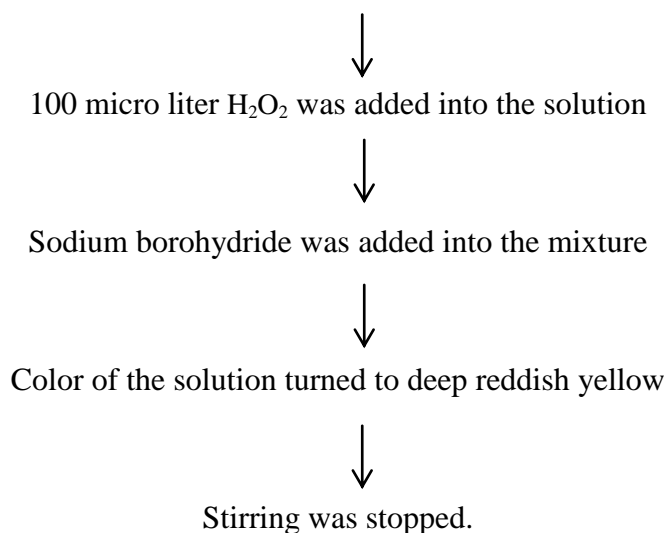 100 micro liter H₂O₂ was added into the solution
Sodium borohydride was added into the mixture
Color of the solution turned to deep reddish yellow
Stirring was stopped.